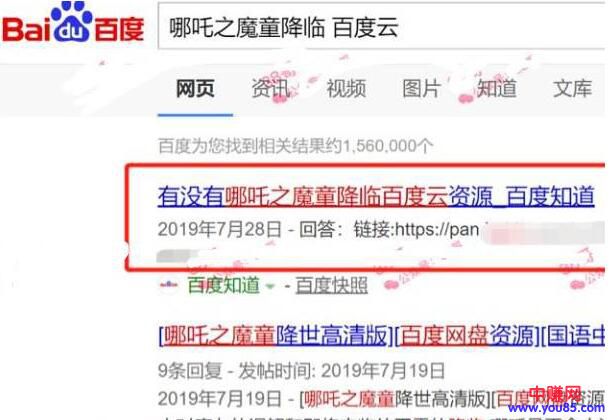 Bai du 百度
哪吒之魔童降临 百度云
网页 资讯 视频 图片 知道 文库
百度为您找到相关结果约1,560,000个
有没有哪吒之魔童降临百度云资源_百度知道
2019年7月28日 - 回答：链接:https://pan
百度知道 - 百度快照
[哪吒之魔童降世高清版][百度网盘资源][国语中
9条回复 - 发帖时间: 2019年7月19日
2019年7月19日 - [哪吒之魔童降世高清版][百度网盘
中赚网
www.you85.com